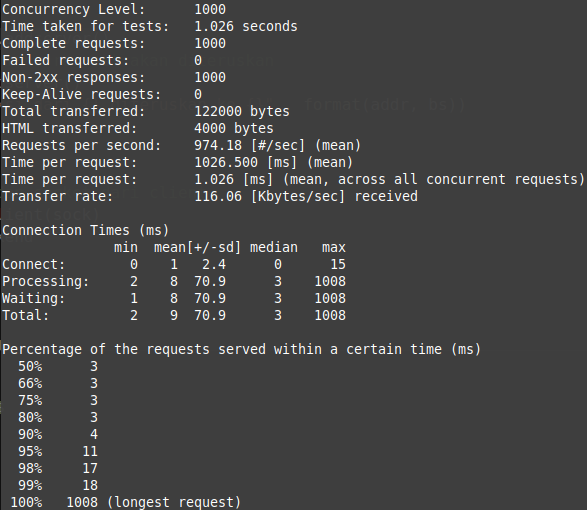 Concurrency Level:      1000
Time taken for tests:   1.026 seconds
Complete requests:      1000
Failed requests:        0
Non-2xx responses:      1000
Keep-Alive requests:    0
Total transferred:      122000 bytes
HTML transferred:       4000 bytes
Requests per second:    974.18 [#/sec] (mean)
Time per request:       1026.500 [ms] (mean)
Time per request:       1.026 [ms] (mean, across all concurrent requests)
Transfer rate:          116.06 [Kbytes/sec] received
Connection Times (ms)
              min  mean[+/-sd] median   max
Connect:        0    1   2.4      0      15
Processing:     2    8  70.9      3    1008
Waiting:        1    8  70.9      3    1008
Total:          2    9  70.9      3    1008
Percentage of the requests served within a certain time (ms)
  50%      3
  66%      3
  75%      3
  80%      3
  90%      4
  95%     11
  98%     17
  99%     18
 100%   1008 (longest request)